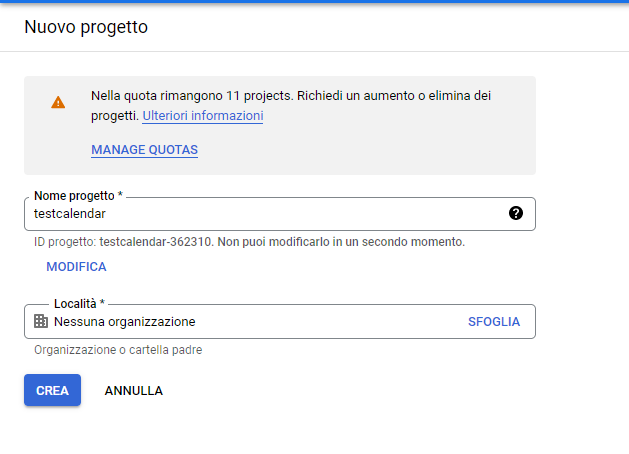 Nuovo progetto
Nella quota rimangono 11 projects. Richiedi un aumento o elimina dei
progetti. Ulteriori informazioni
MANAGE QUOTAS
Nome progetto *
testcalendar
ID progetto: testcalendar-362310. Non puoi modificarlo in un secondo momento.
MODIFICA
Località *
Nessuna organizzazione SFOGLIA
Organizzazione o cartella padre
CREA ANNULLA